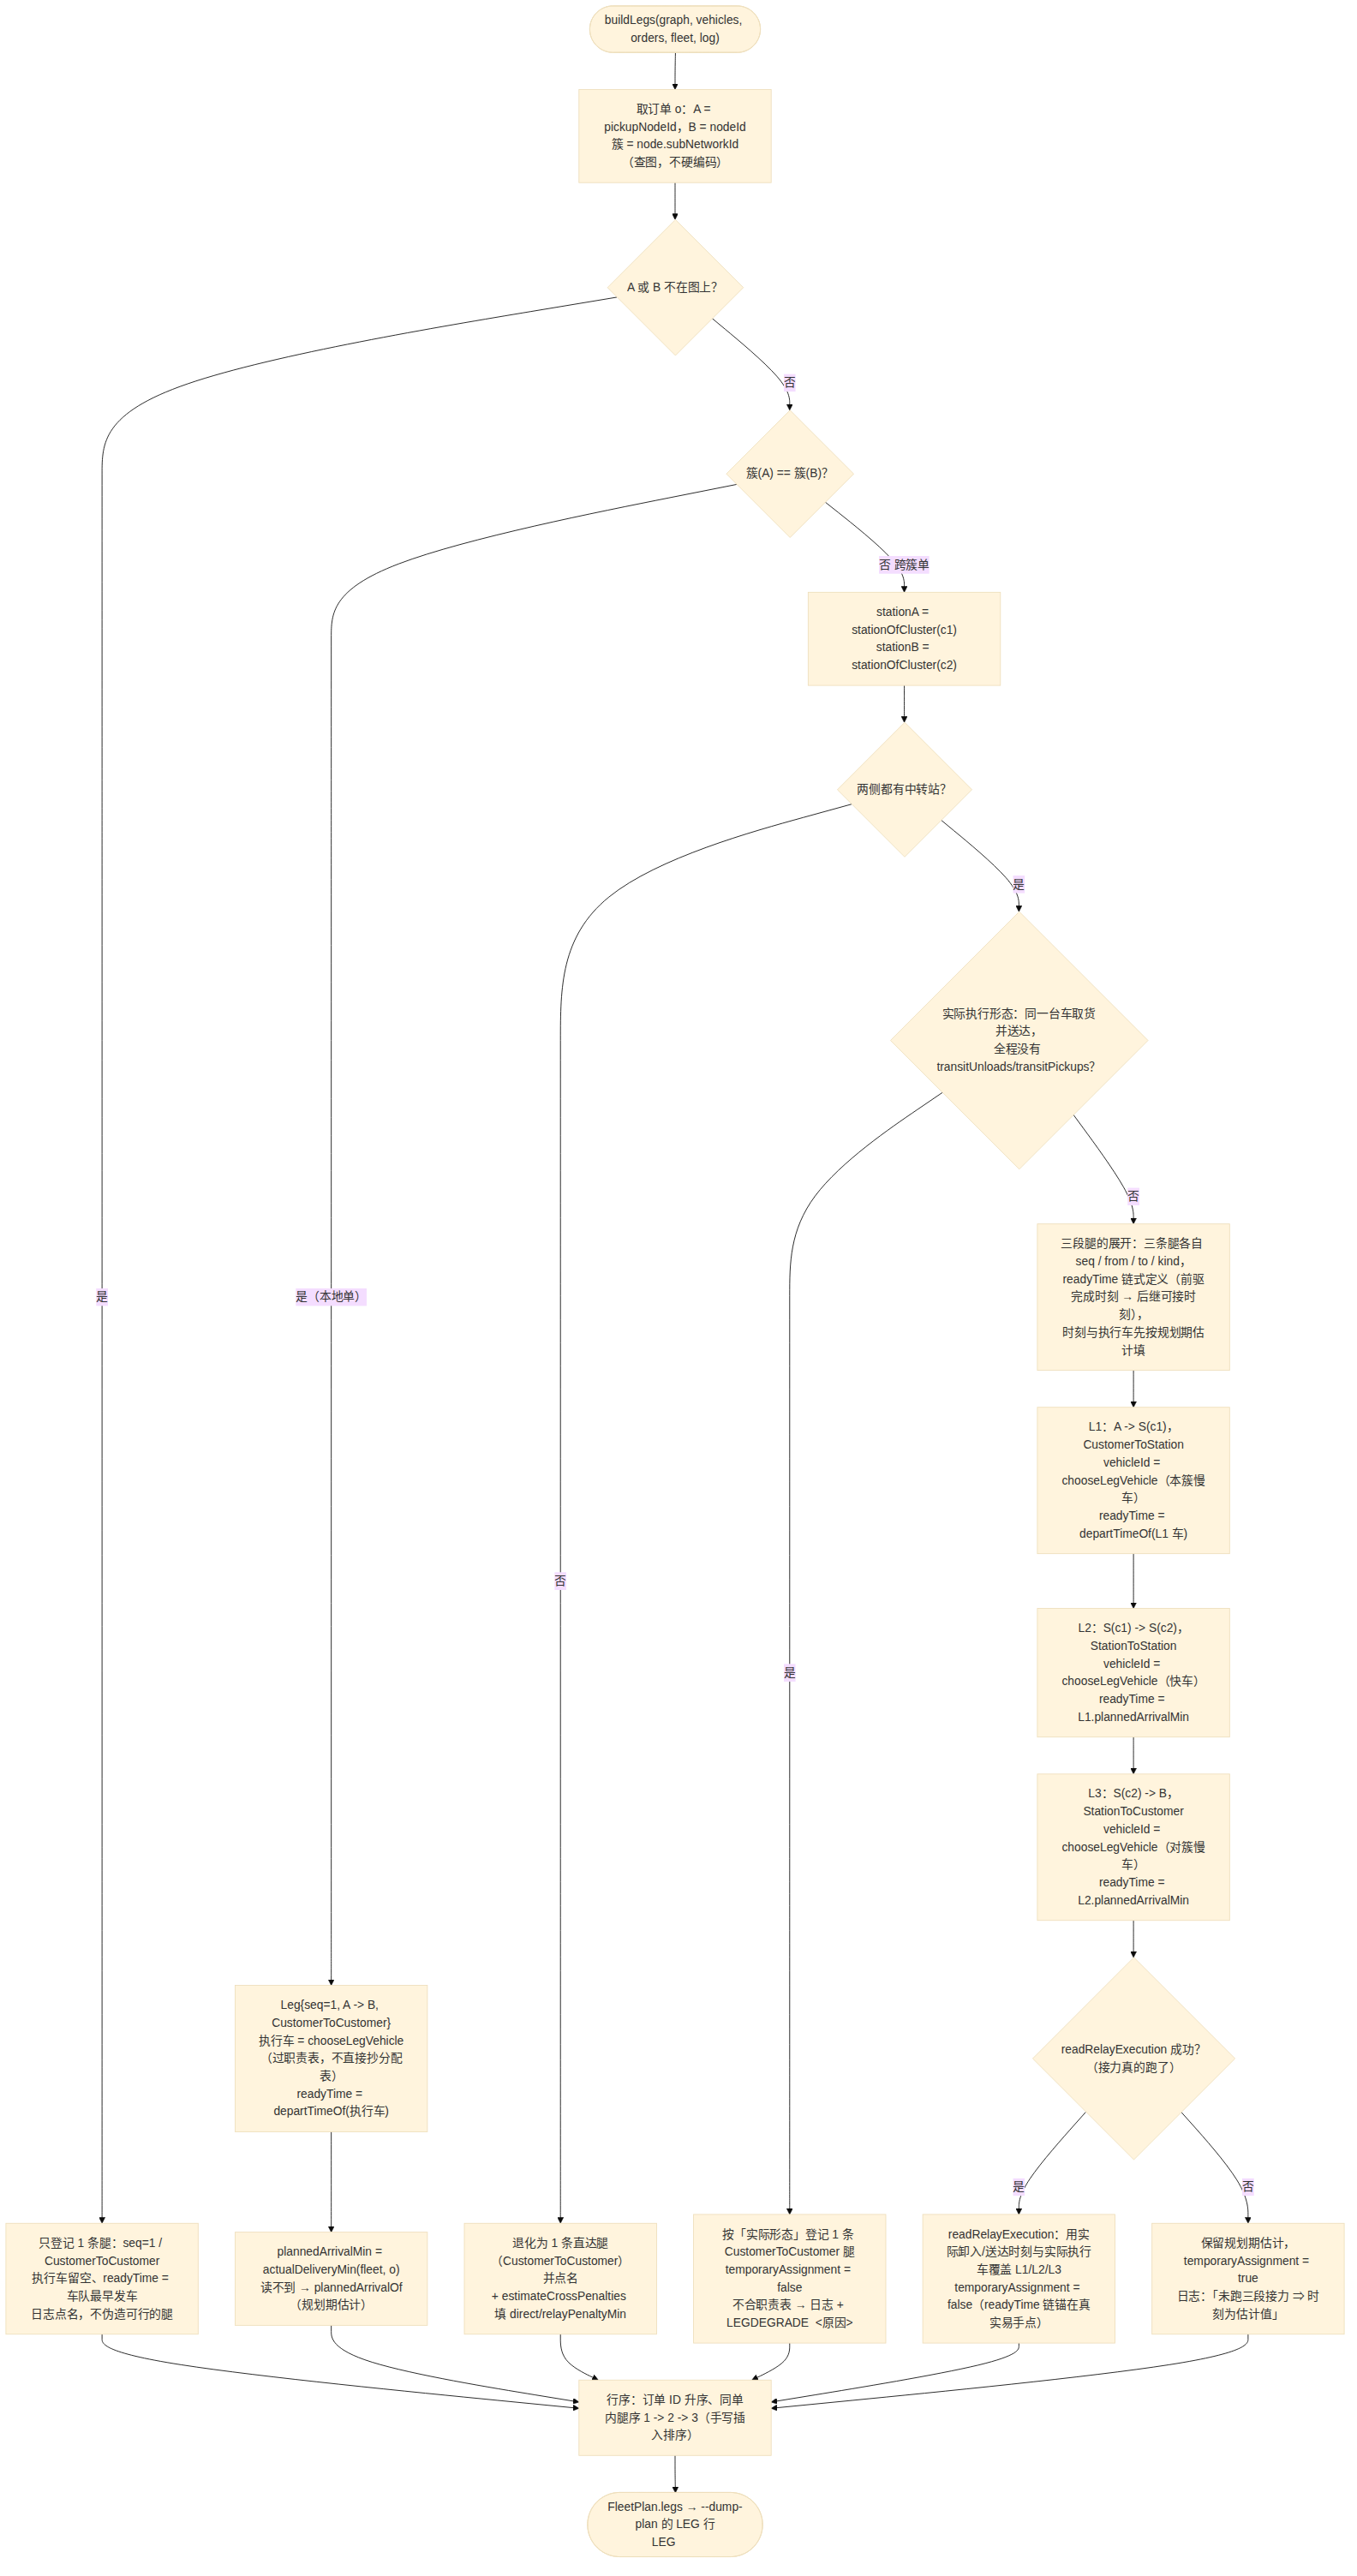 buildLegs(graph, vehicles,
orders, fleet, log)
取订单 o：A =
pickupNodeId，B = nodeId
簇 = node.subNetworkId
（查图，不硬编码）
A 或 B 不在图上？
否
簇(A) == 簇(B)？
否 跨簇单
stationA =
stationOfCluster(c1)
stationB =
stationOfCluster(c2)
两侧都有中转站？
是
实际执行形态：同一台车取货
并送达，
全程没有
transitUnloads/transitPickups？
否
三段腿的展开：三条腿各自
seq / from / to / kind，
readyTime 链式定义（前驱
完成时刻 → 后继可接时
刻），
时刻与执行车先按规划期估
计填
是
是（本地单）
L1：A -> S(c1)，
CustomerToStation
vehicleId =
chooseLegVehicle（本簇慢
车）
readyTime =
departTimeOf(L1 车)
否
L2：S(c1) -> S(c2)，
StationToStation
vehicleId =
chooseLegVehicle（快车）
readyTime =
L1.plannedArrivalMin
是
L3：S(c2) -> B，
StationToCustomer
vehicleId =
chooseLegVehicle（对簇慢
车）
readyTime =
L2.plannedArrivalMin
Leg{seq=1, A -> B,
CustomerToCustomer}
执行车 = chooseLegVehicle
（过职责表，不直接抄分配
表）
readyTime =
departTimeOf(执行车)
readRelayExecution 成功？
（接力真的跑了）
是
否
只登记 1 条腿：seq=1 /
CustomerToCustomer
执行车留空、readyTime =
车队最早发车
日志点名，不伪造可行的腿
plannedArrivalMin =
actualDeliveryMin(fleet, o)
读不到 → plannedArrivalOf
（规划期估计）
退化为 1 条直达腿
（CustomerToCustomer）
并点名
+ estimateCrossPenalties
填 direct/relayPenaltyMin
按「实际形态」登记 1 条
CustomerToCustomer 腿
temporaryAssignment =
false
不合职责表 → 日志 +
LEGDEGRADE <原因>
readRelayExecution：用实
际卸入/送达时刻与实际执行
车覆盖 L1/L2/L3
temporaryAssignment =
false（readyTime 链锚在真
实易手点）
保留规划期估计，
temporaryAssignment =
true
日志：「未跑三段接力 ⇒ 时
刻为估计值」
行序：订单 ID 升序、同单
内腿序 1 -> 2 -> 3（手写插
入排序）
FleetPlan.legs → --dump-
plan 的 LEG 行
LEG